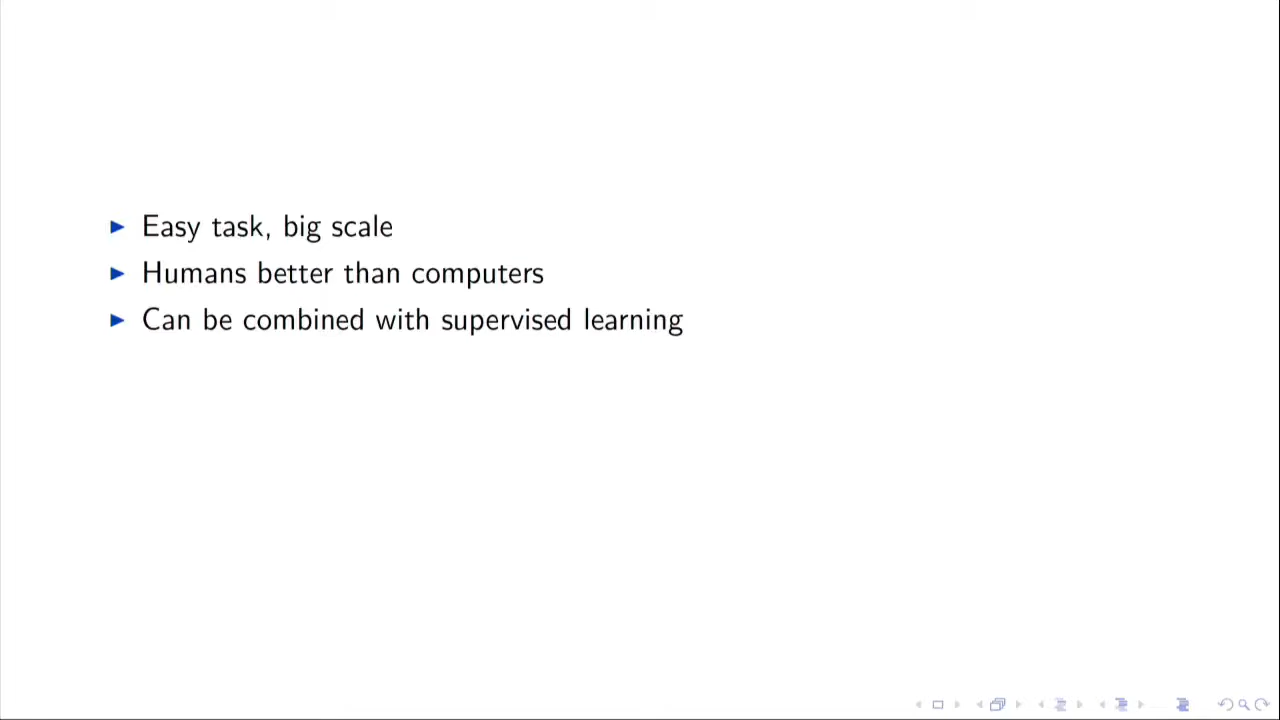 Easy task, big scale
Humans better than computers
Can be combined with supervised learning